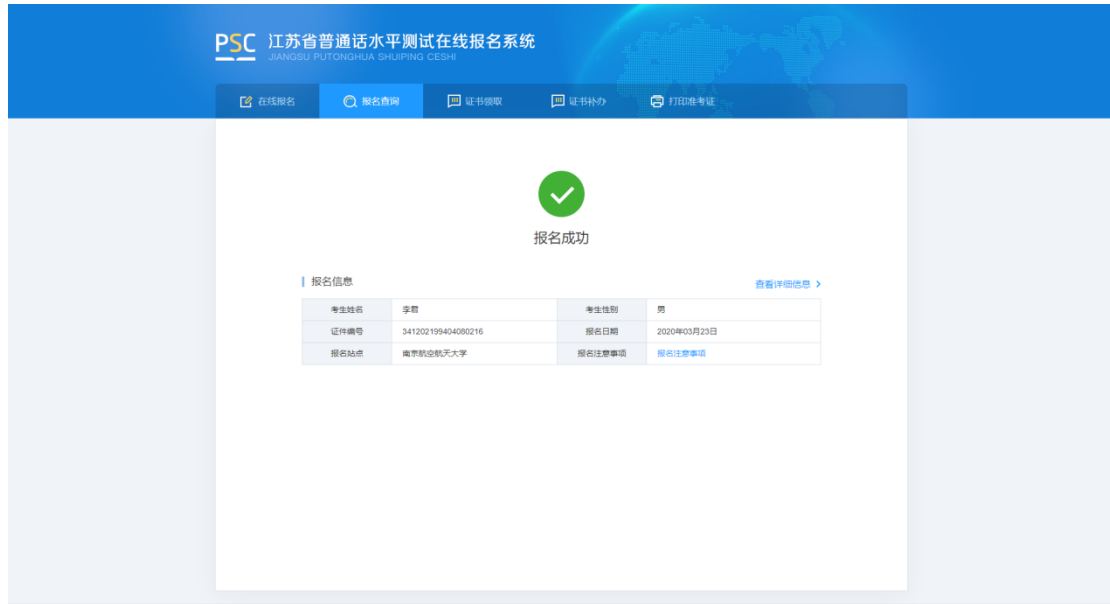 PSC 江苏省普通话水平测试在线报名系统
JIANGSU PUTONGHUA SHUIPING CESHI
在线报名 报名查询 证书领取 证书补办 打印准考证
报名成功
报名信息 查看详细信息
考生姓名 李君 考生性别 男
证件编号 341202199404080216 报名日期 2020年03月23日
报名站点 南京航空航天大学 报名注意事项 报名注意事项